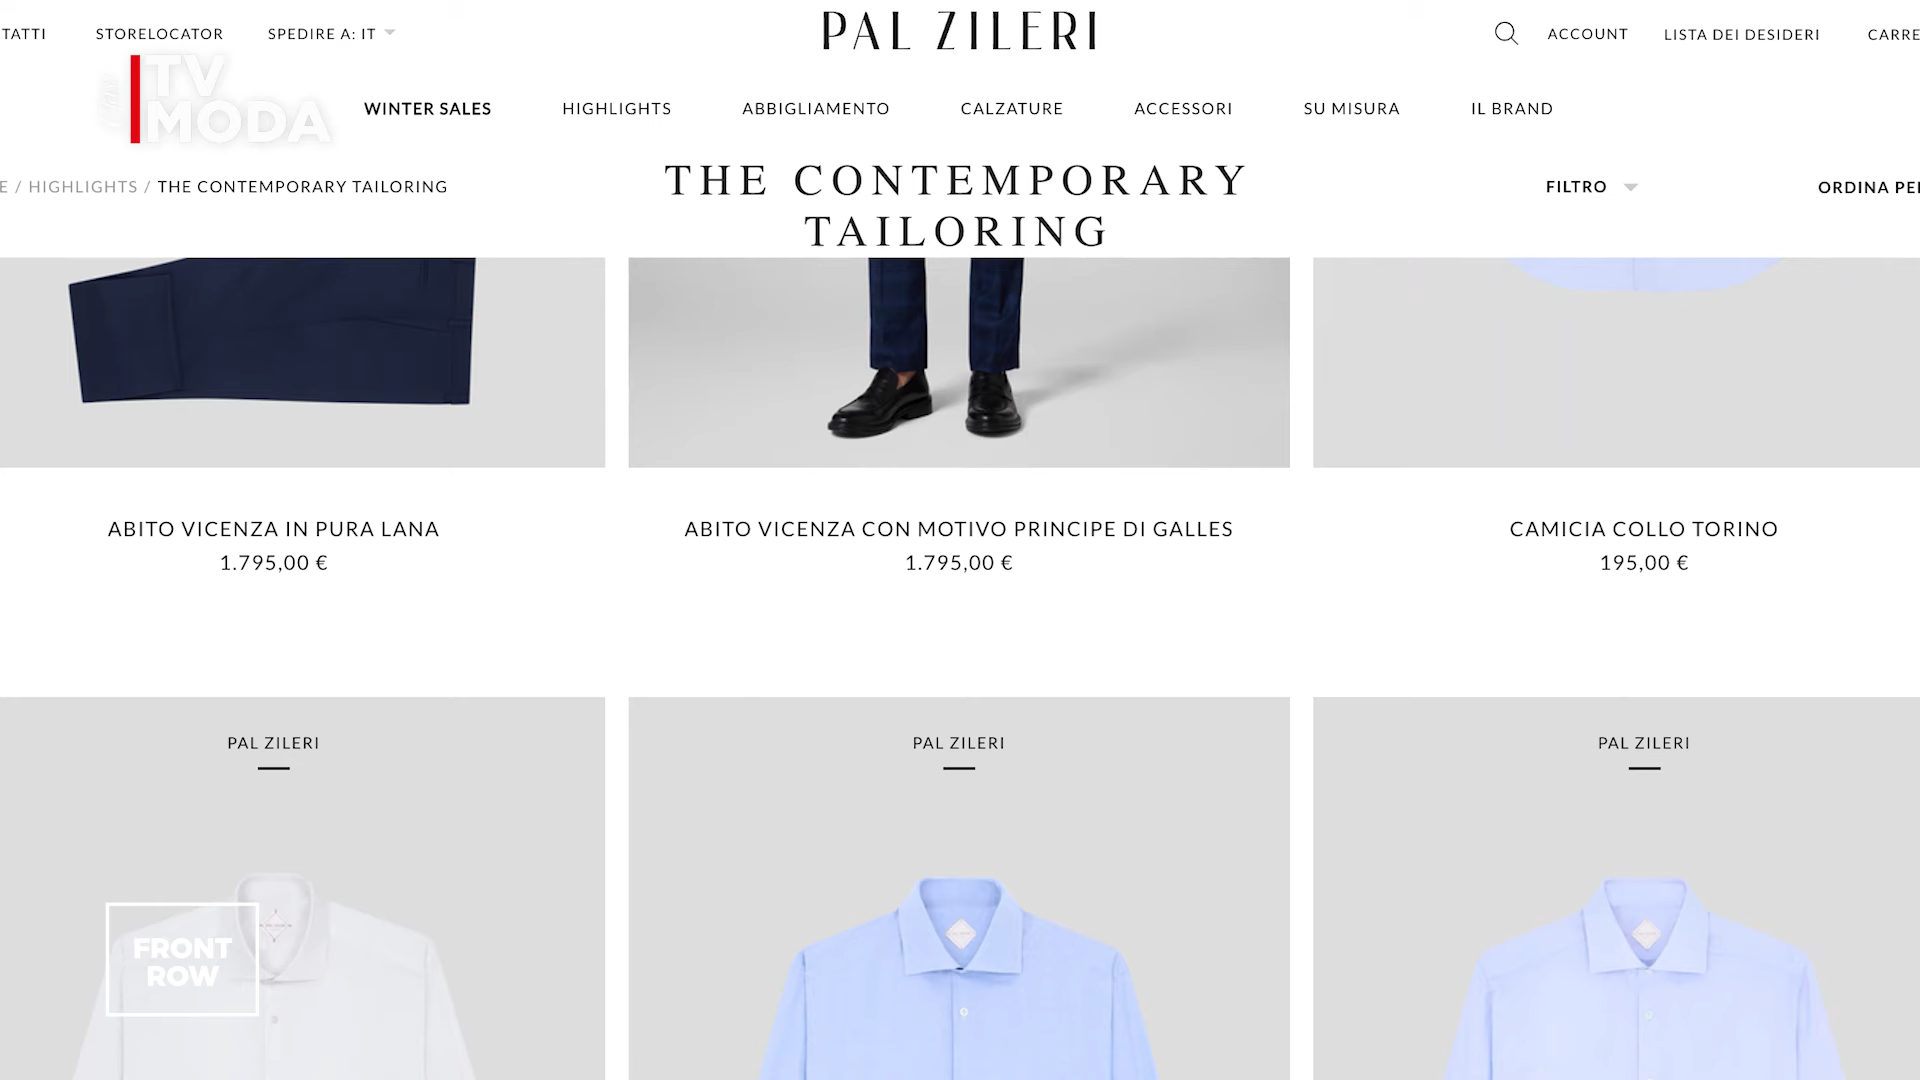 TATTI
STORELOCATOR
SPEDIRE A: IT
PAL ZILERI
ACCOUNT
LISTA DEI DESIDERI
CARRE
TV
MODA
WINTER SALES
HIGHLIGHTS
ABBIGLIAMENTO
CALZATURE
ACCESSORI
SU MISURA
IL BRAND
E / HIGHLIGHTS / THE CONTEMPORARY TAILORING
THE CONTEMPORARY
TAILORING
FILTRO
ORDINA PER
ABITO VICENZA IN PURA LANA
1.795,00 €
ABITO VICENZA CON MOTIVO PRINCIPE DI GALLES
1.795,00 €
CAMICIA COLLO TORINO
195,00 €
PAL ZILERI
PAL ZILERI
PAL ZILERI
FRONT
ROW